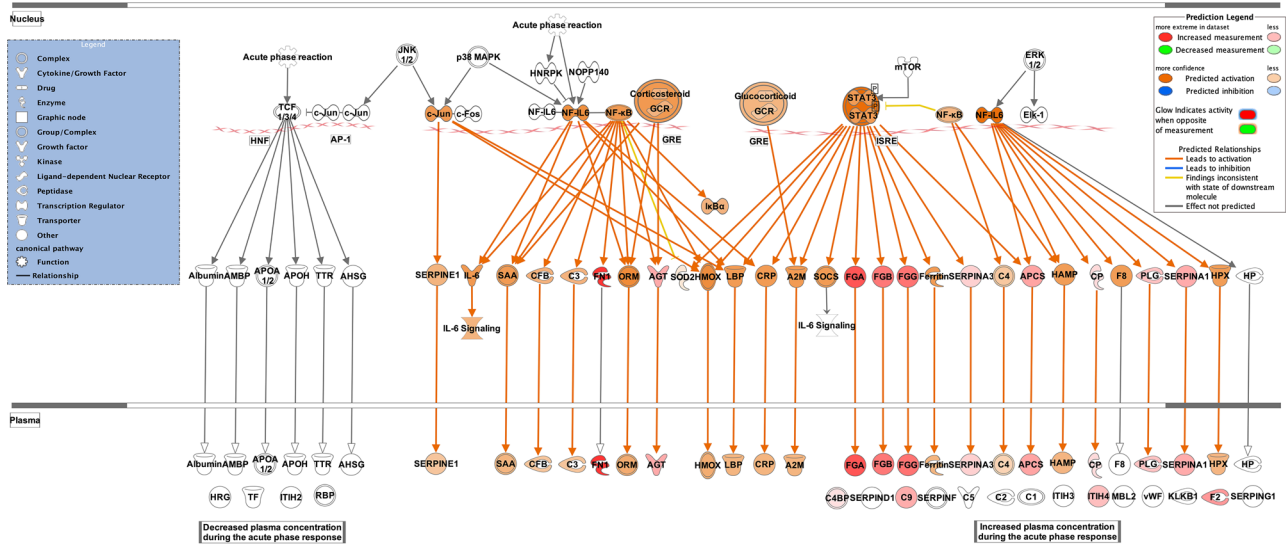 Nucleus
Legend
Complex
Cytokine/Growth Factor
Drug
Enzyme
Graphic node
Group/Complex
Growth factor
Kinase
Ligand-dependent Nuclear Receptor
Peptidase
Transcription Regulator
Transporter
Other
canonical pathway
Function
Relationship
Acute phase reaction
Acute phase reaction
JNK
1/2
p38 MAPK
HNRPK
NOPP140
mTOR
ERK
1/2
TCF
1/3/4
c-Jun
c-Jun
c-Jun
c-Fos
NF-IL6
NF-IL6
NF-κB
Corticosteroid
GCR
Glucocorticoid
GCR
STAT3
P
P
STAT3
NF-κB
NF-IL6
Elk-1
HNF
AP-1
GRE
GRE
ISRE
IκBα
Albumin
AMBP
APOA
1/2
APOH
TTR
AHSG
SERPINE1
IL-6
SAA
CFB
C3
FN1
ORM
AGT
SOD2
HMOX
LBP
CRP
A2M
SOCS
FGA
FGB
FGG
Ferritin
SERPINA3
C4
APCS
HAMP
CP
F8
PLG
SERPINA1
HPX
HP
IL-6 Signaling
IL-6 Signaling
Prediction Legend
more extreme in dataset
less
Increased measurement
Decreased measurement
more confidence
less
Predicted activation
Predicted inhibition
Glow Indicates activity
when opposite
of measurement
Predicted Relationships
Leads to activation
Leads to inhibition
Findings inconsistent
with state of downstream
molecule
Effect not predicted
Plasma
Albumin
AMBP
APOA
1/2
APOH
TTR
AHSG
SERPINE1
SAA
CFB
C3
FN1
ORM
AGT
HMOX
LBP
CRP
A2M
FGA
FGB
FGG
Ferritin
SERPINA3
C4
APCS
HAMP
CP
F8
PLG
SERPINA1
HPX
HP
HRG
TF
ITIH2
RBP
C4BP
SERPIND1
C9
SERPINF
C5
C2
C1
ITIH3
ITIH4
MBL2
vWF
KLKB1
F2
SERPING1
Decreased plasma concentration
during the acute phase response
Increased plasma concentration
during the acute phase response